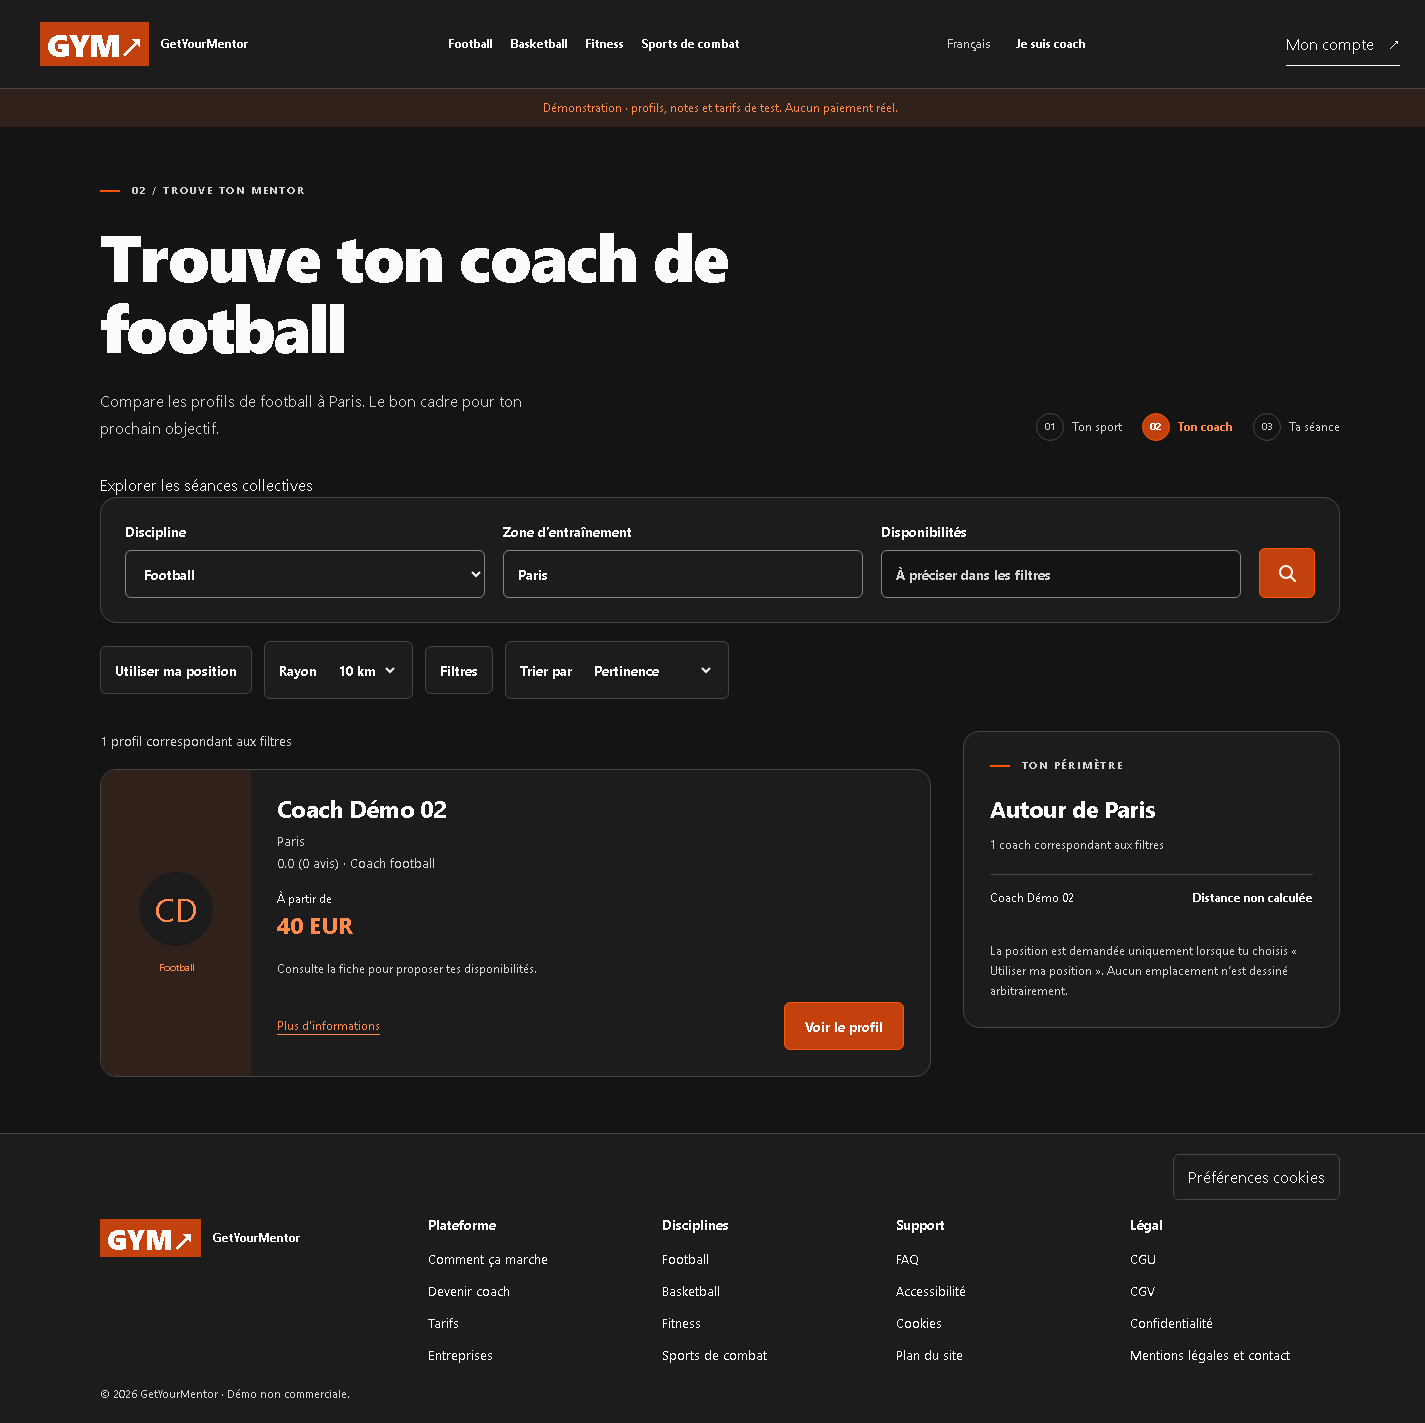 GYM↗ GetYourMentor
Football Basketball Fitness Sports de combat
Français Je suis coach
Mon compte ↗
Démonstration · profils, notes et tarifs de test. Aucun paiement réel.
02 / TROUVE TON MENTOR
Trouve ton coach de
football
Compare les profils de football à Paris. Le bon cadre pour ton
prochain objectif.
01 Ton sport 02 Ton coach 03 Ta séance
Explorer les séances collectives
Discipline Zone d’entraînement Disponibilités
Football Paris À préciser dans les filtres
Utiliser ma position Rayon 10 km Filtres Trier par Pertinence
1 profil correspondant aux filtres
CD
Football
Coach Démo 02
Paris
0.0 (0 avis) · Coach football
À partir de
40 EUR
Consulte la fiche pour proposer tes disponibilités.
Plus d'informations
Voir le profil
TON PÉRIMÈTRE
Autour de Paris
1 coach correspondant aux filtres
Coach Démo 02 Distance non calculée
La position est demandée uniquement lorsque tu choisis «
Utiliser ma position ». Aucun emplacement n’est dessiné
arbitrairement.
Préférences cookies
GYM↗ GetYourMentor
Plateforme
Comment ça marche
Devenir coach
Tarifs
Entreprises
Disciplines
Football
Basketball
Fitness
Sports de combat
Support
FAQ
Accessibilité
Cookies
Plan du site
Légal
CGU
CGV
Confidentialité
Mentions légales et contact
© 2026 GetYourMentor · Démo non commerciale.